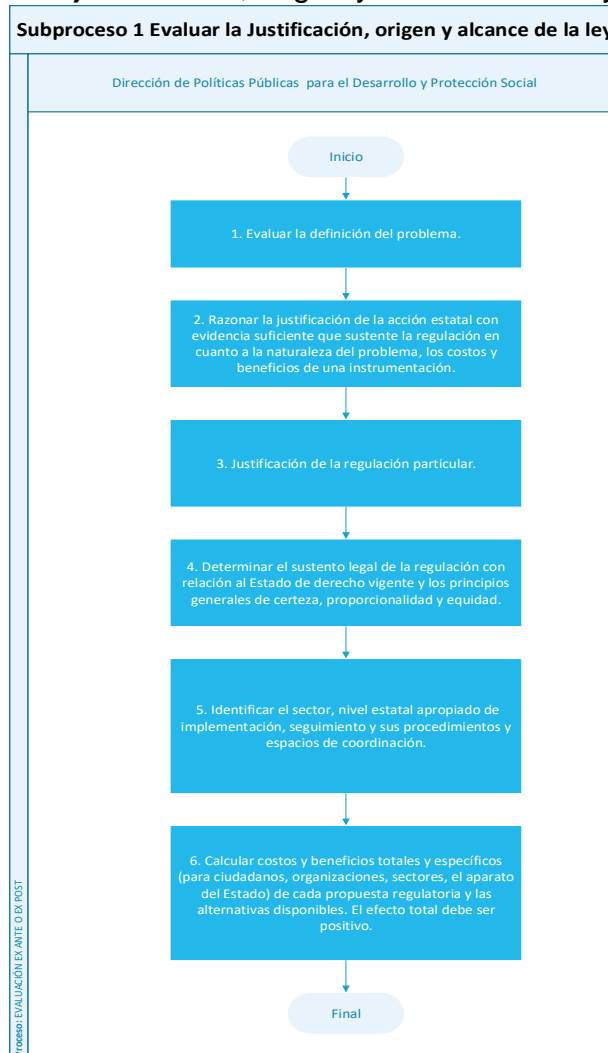 Subproceso 1 Evaluar la Justificación, origen y alcance de la ley
Dirección de Políticas Públicas para el Desarrollo y Protección Social
Inicio
1. Evaluar la definición del problema.
2. Razonar la justificación de la acción estatal con
evidencia suficiente que sustente la regulación en
cuanto a la naturaleza del problema, los costos y
beneficios de una instrumentación.
3. Justificación de la regulación particular.
4. Determinar el sustento legal de la regulación con
relación al Estado de derecho vigente y los principios
generales de certeza, proporcionalidad y equidad.
5. Identificar el sector, nivel estatal apropiado de
implementación, seguimiento y sus procedimientos y
espacios de coordinación.
6. Calcular costos y beneficios totales y específicos
(para ciudadanos, organizaciones, sectores, el aparato
del Estado) de cada propuesta regulatoria y las
alternativas disponibles. El efecto total debe ser
positivo.
Final
Proceso: EVALUACIÓN EX ANTE O EX POST